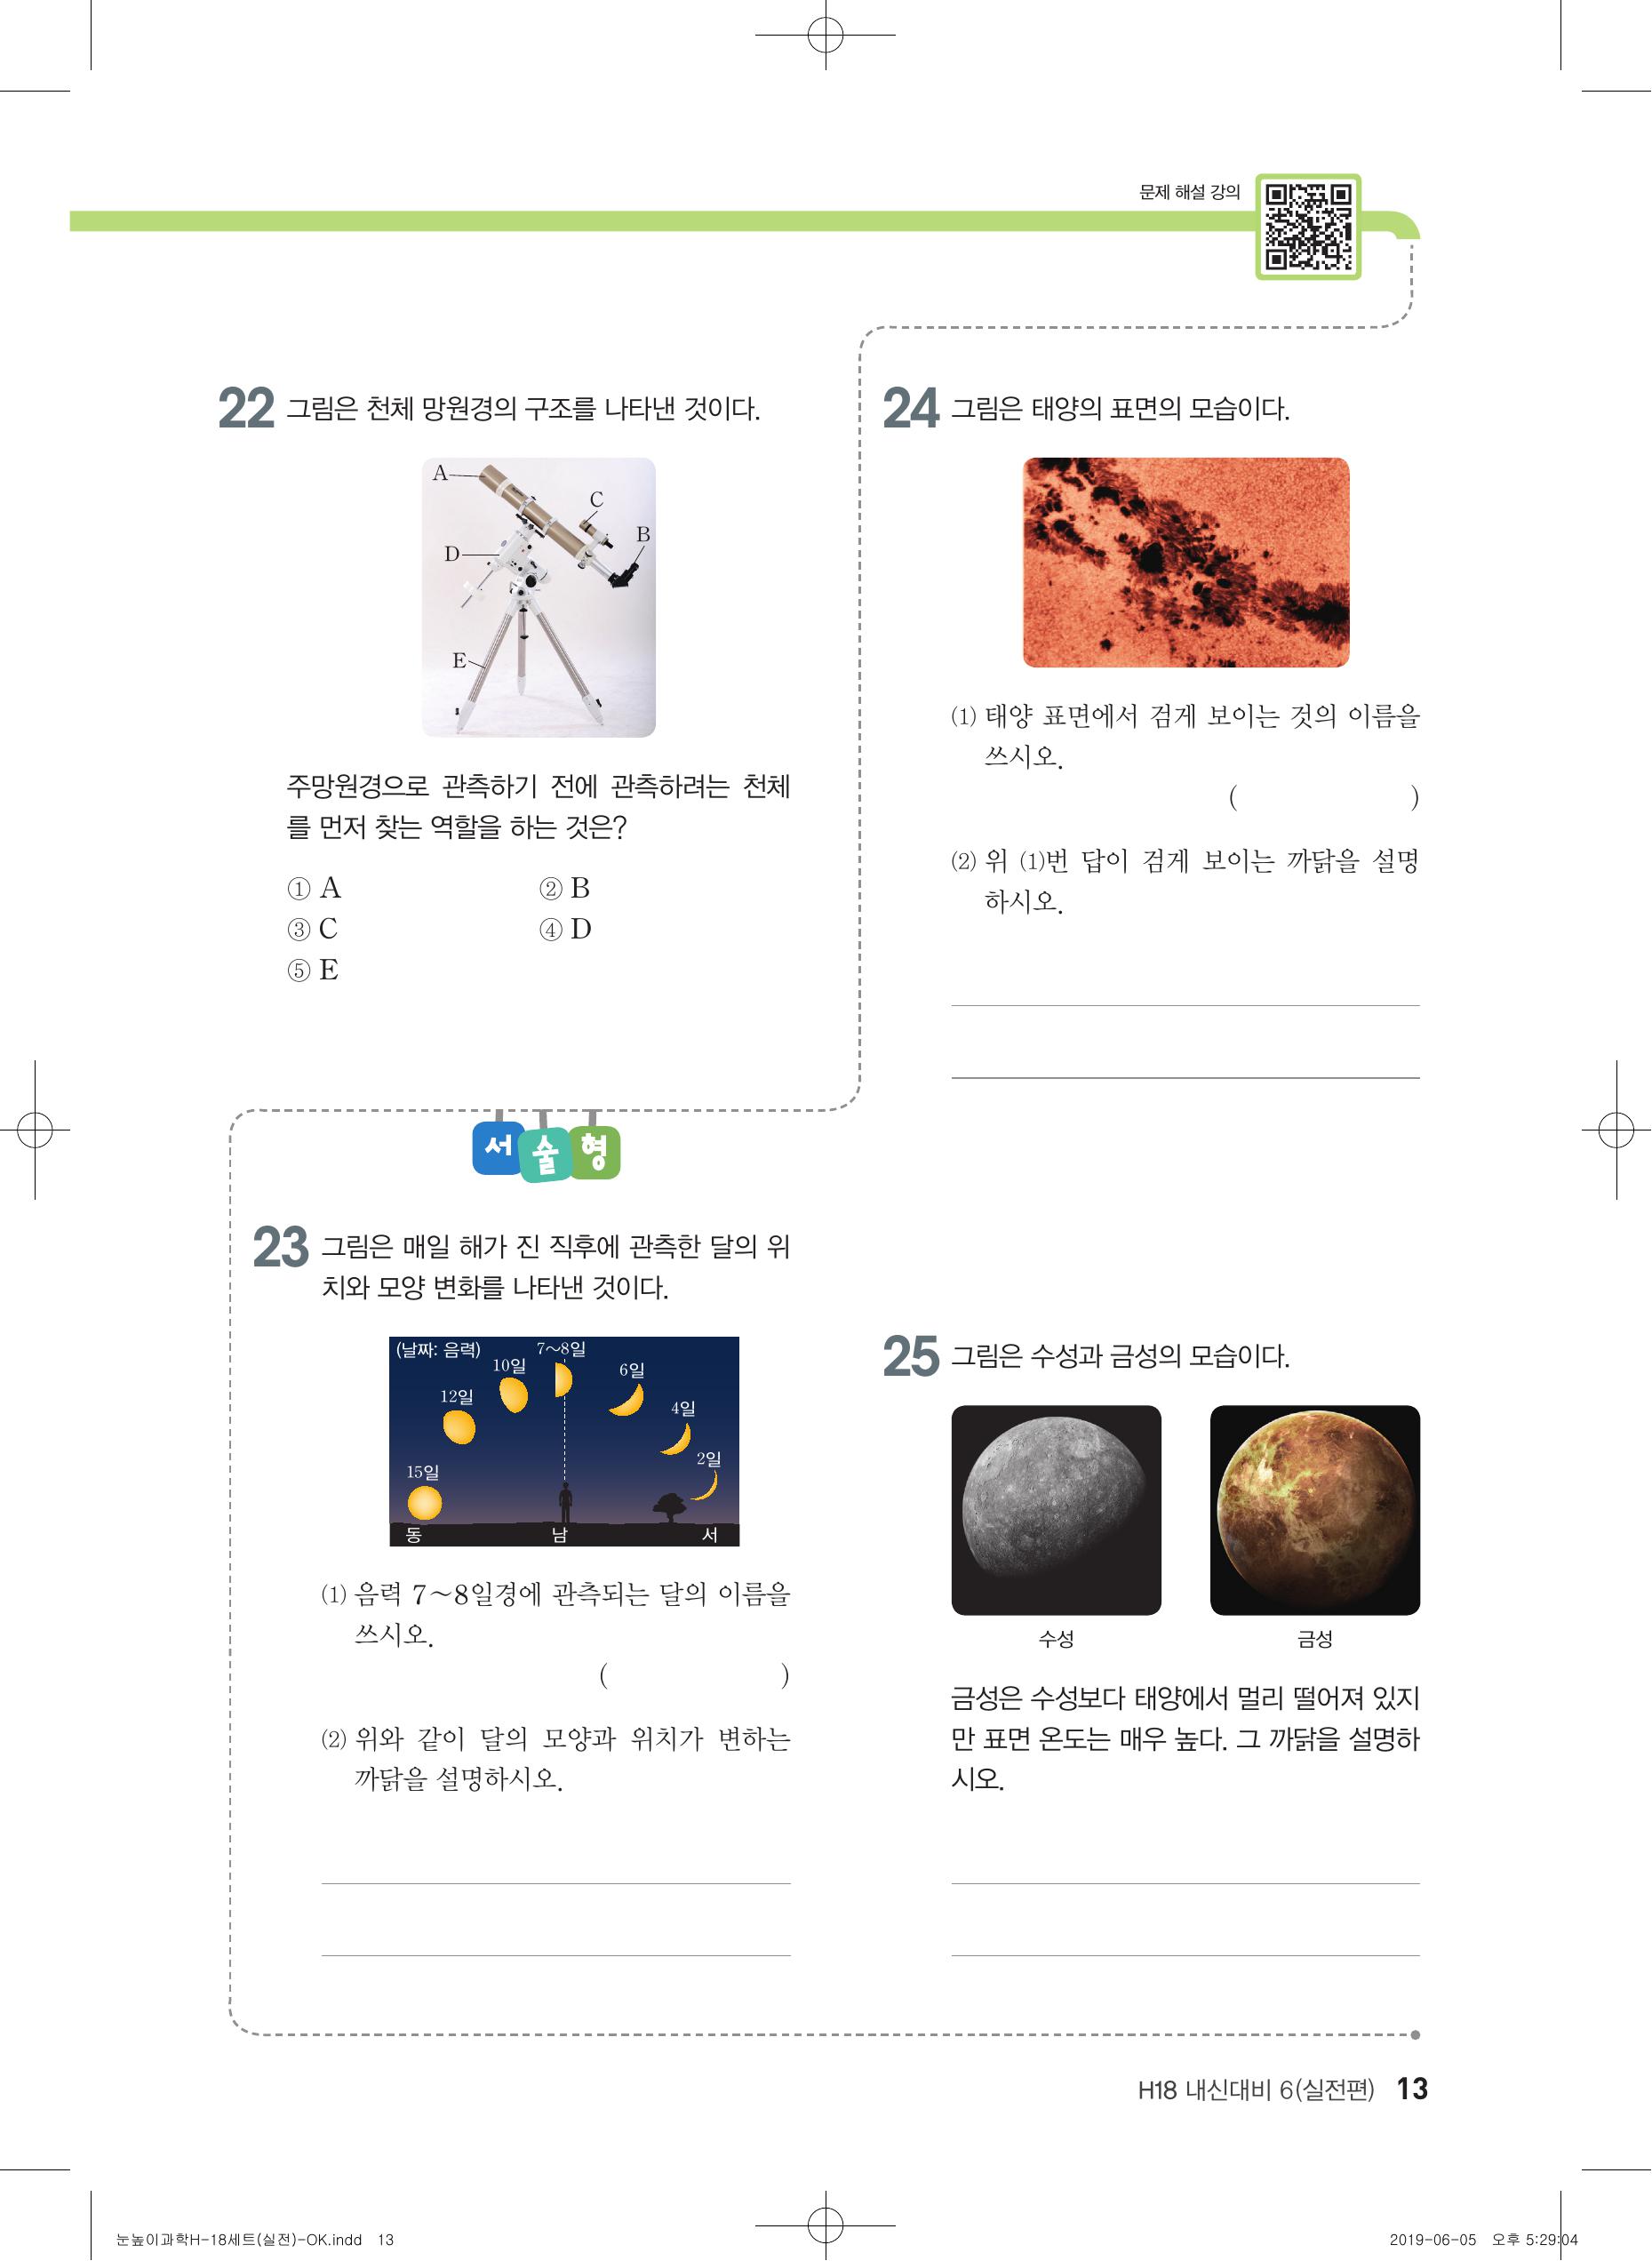 문제 해설 강의
22 그림은 천체 망원경의 구조를 나타낸 것이다.
A
C
B
D
E
주망원경으로 관측하기 전에 관측하려는 천체
를 먼저 찾는 역할을 하는 것은?
① A ② B
③ C ④ D
⑤ E
서술형
23 그림은 매일 해가 진 직후에 관측한 달의 위
치와 모양 변화를 나타낸 것이다.
(날짜: 음력)
7~8일
10일
6일
12일
4일
2일
15일
동 남 서
(1) 음력 7~8일경에 관측되는 달의 이름을
쓰시오.
( )
(2) 위와 같이 달의 모양과 위치가 변하는
까닭을 설명하시오.
24 그림은 태양의 표면의 모습이다.
(1) 태양 표면에서 검게 보이는 것의 이름을
쓰시오.
( )
(2) 위 (1)번 답이 검게 보이는 까닭을 설명
하시오.
25 그림은 수성과 금성의 모습이다.
수성 금성
금성은 수성보다 태양에서 멀리 떨어져 있지
만 표면 온도는 매우 높다. 그 까닭을 설명하
시오.
H18 내신대비 6(실전편) 13
눈높이과학H-18세트(실전)-OK.indd 13
2019-06-05 오후 5:29:04